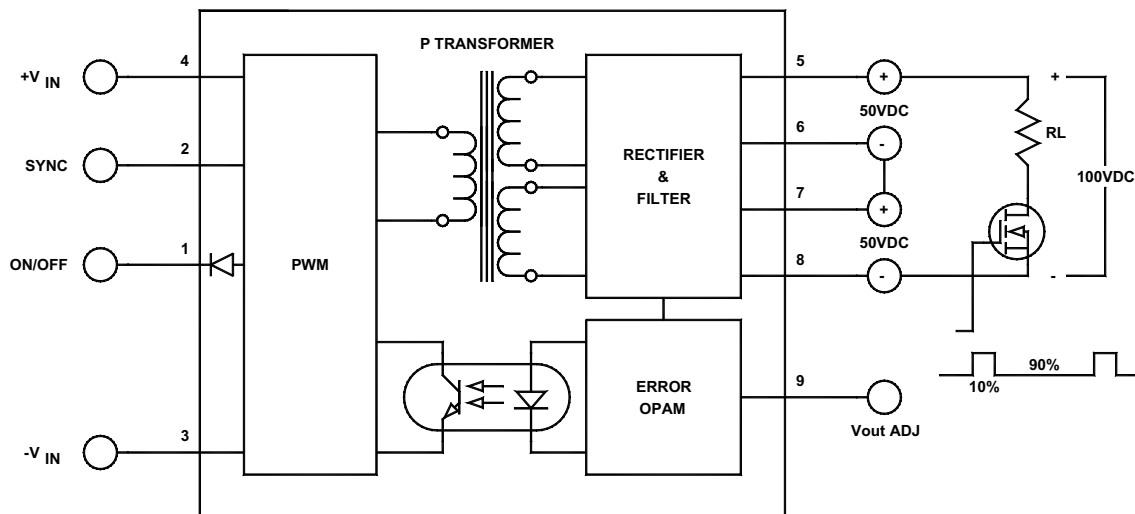 P TRANSFORMER
4
+V IN
5
+
50VDC
+
2
SYNC
6
-
RL
RECTIFIER
&
FILTER
100VDC
7
+
50VDC
1
ON/OFF
PWM
8
-
-
90%
10%
ERROR
OPAM
9
Vout ADJ
3
-V IN